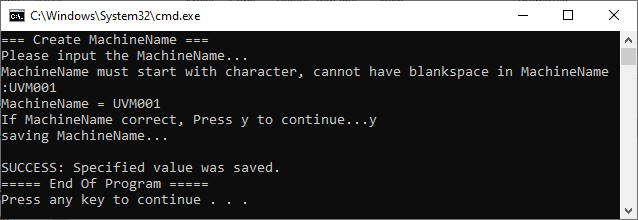 C:\Windows\System32\cmd.exe
=== Create MachineName ===
Please input the MachineName...
MachineName must start with character, cannot have blankspace in MachineName
:UVM001
MachineName = UVM001
If MachineName correct, Press y to continue...y
saving MachineName...
SUCCESS: Specified value was saved.
===== End Of Program =====
Press any key to continue . . .